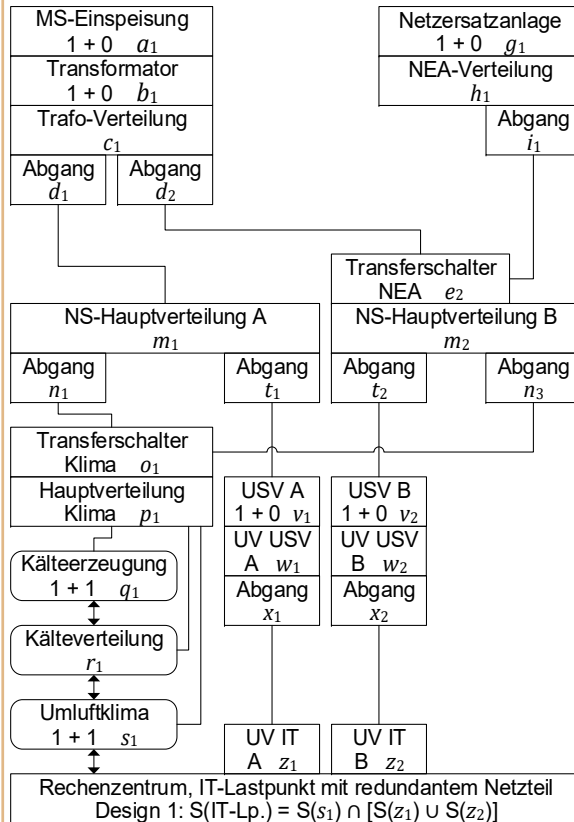 MS-Einspeisung
1 + 0 a₁
Transformator
1 + 0 b₁
Trafo-Verteilung
c₁
Abgang
d₁
Abgang
d₂
Netzersatzanlage
1 + 0 g₁
NEA-Verteilung
h₁
Abgang
i₁
Transferschalter
NEA e₂
NS-Hauptverteilung A
m₁
NS-Hauptverteilung B
m₂
Abgang
n₁
Abgang
t₁
Abgang
t₂
Abgang
n₃
Transferschalter
Klima o₁
Hauptverteilung
Klima p₁
USV A
1 + 0 v₁
USV B
1 + 0 v₂
UV USV
A w₁
UV USV
B w₂
Kälteerzeugung
1 + 1 q₁
Abgang
x₁
Abgang
x₂
Kälteverteilung
r₁
Umluftklima
1 + 1 s₁
UV IT
A z₁
UV IT
B z₂
Rechenzentrum, IT-Lastpunkt mit redundantem Netzteil
Design 1: S(IT-Lp.) = S(s₁) ∩ [S(z₁) ∪ S(z₂)]